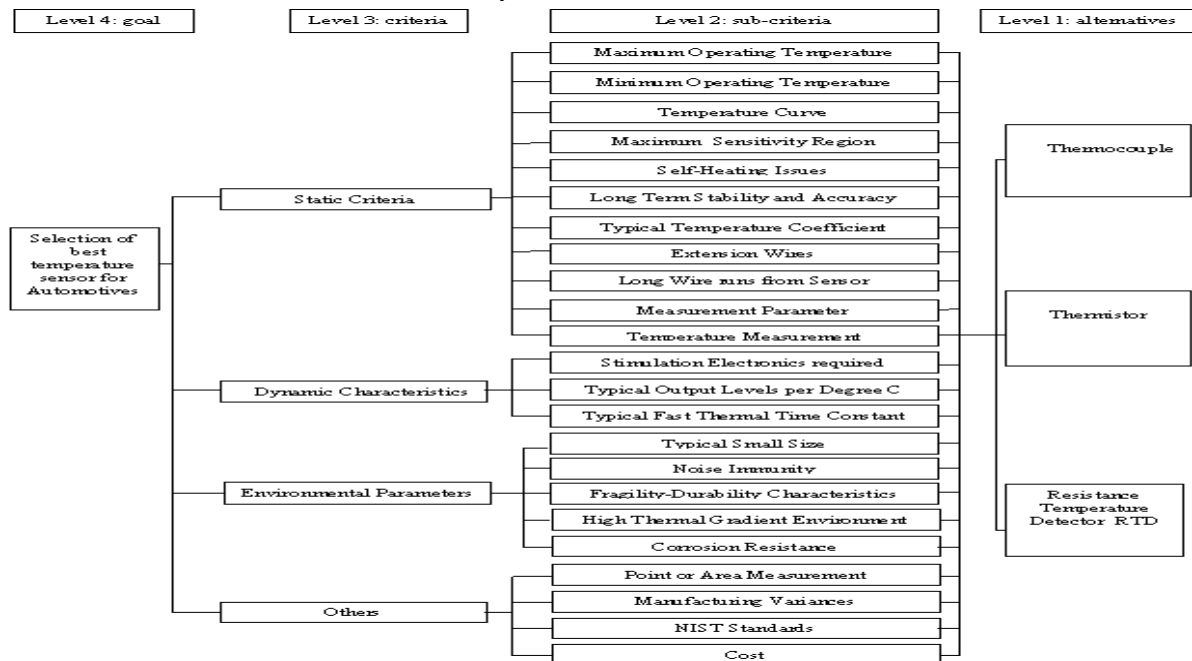 Level 4: goal
Level 3: criteria
Level 2: sub-criteria
Level 1: alternatives
Selection of
best
temperature
sensor for
Automotives
Static Criteria
Dynamic Characteristics
Environmental Parameters
Others
Maximum Operating Temperature
Minimum Operating Temperature
Temperature Curve
Maximum Sensitivity Region
Self-Heating Issues
Long Term Stability and Accuracy
Typical Temperature Coefficient
Extension Wires
Long Wire runs from Sensor
Measurement Parameter
Temperature Measurement
Stimulation Electronics required
Typical Output Levels per Degree C
Typical Fast Thermal Time Constant
Typical Small Size
Noise Immunity
Fragility-Durability Characteristics
High Thermal Gradient Environment
Corrosion Resistance
Point or Area Measurement
Manufacturing Variances
NIST Standards
Cost
Thermocouple
Thermistor
Resistance
Temperature
Detector RTD